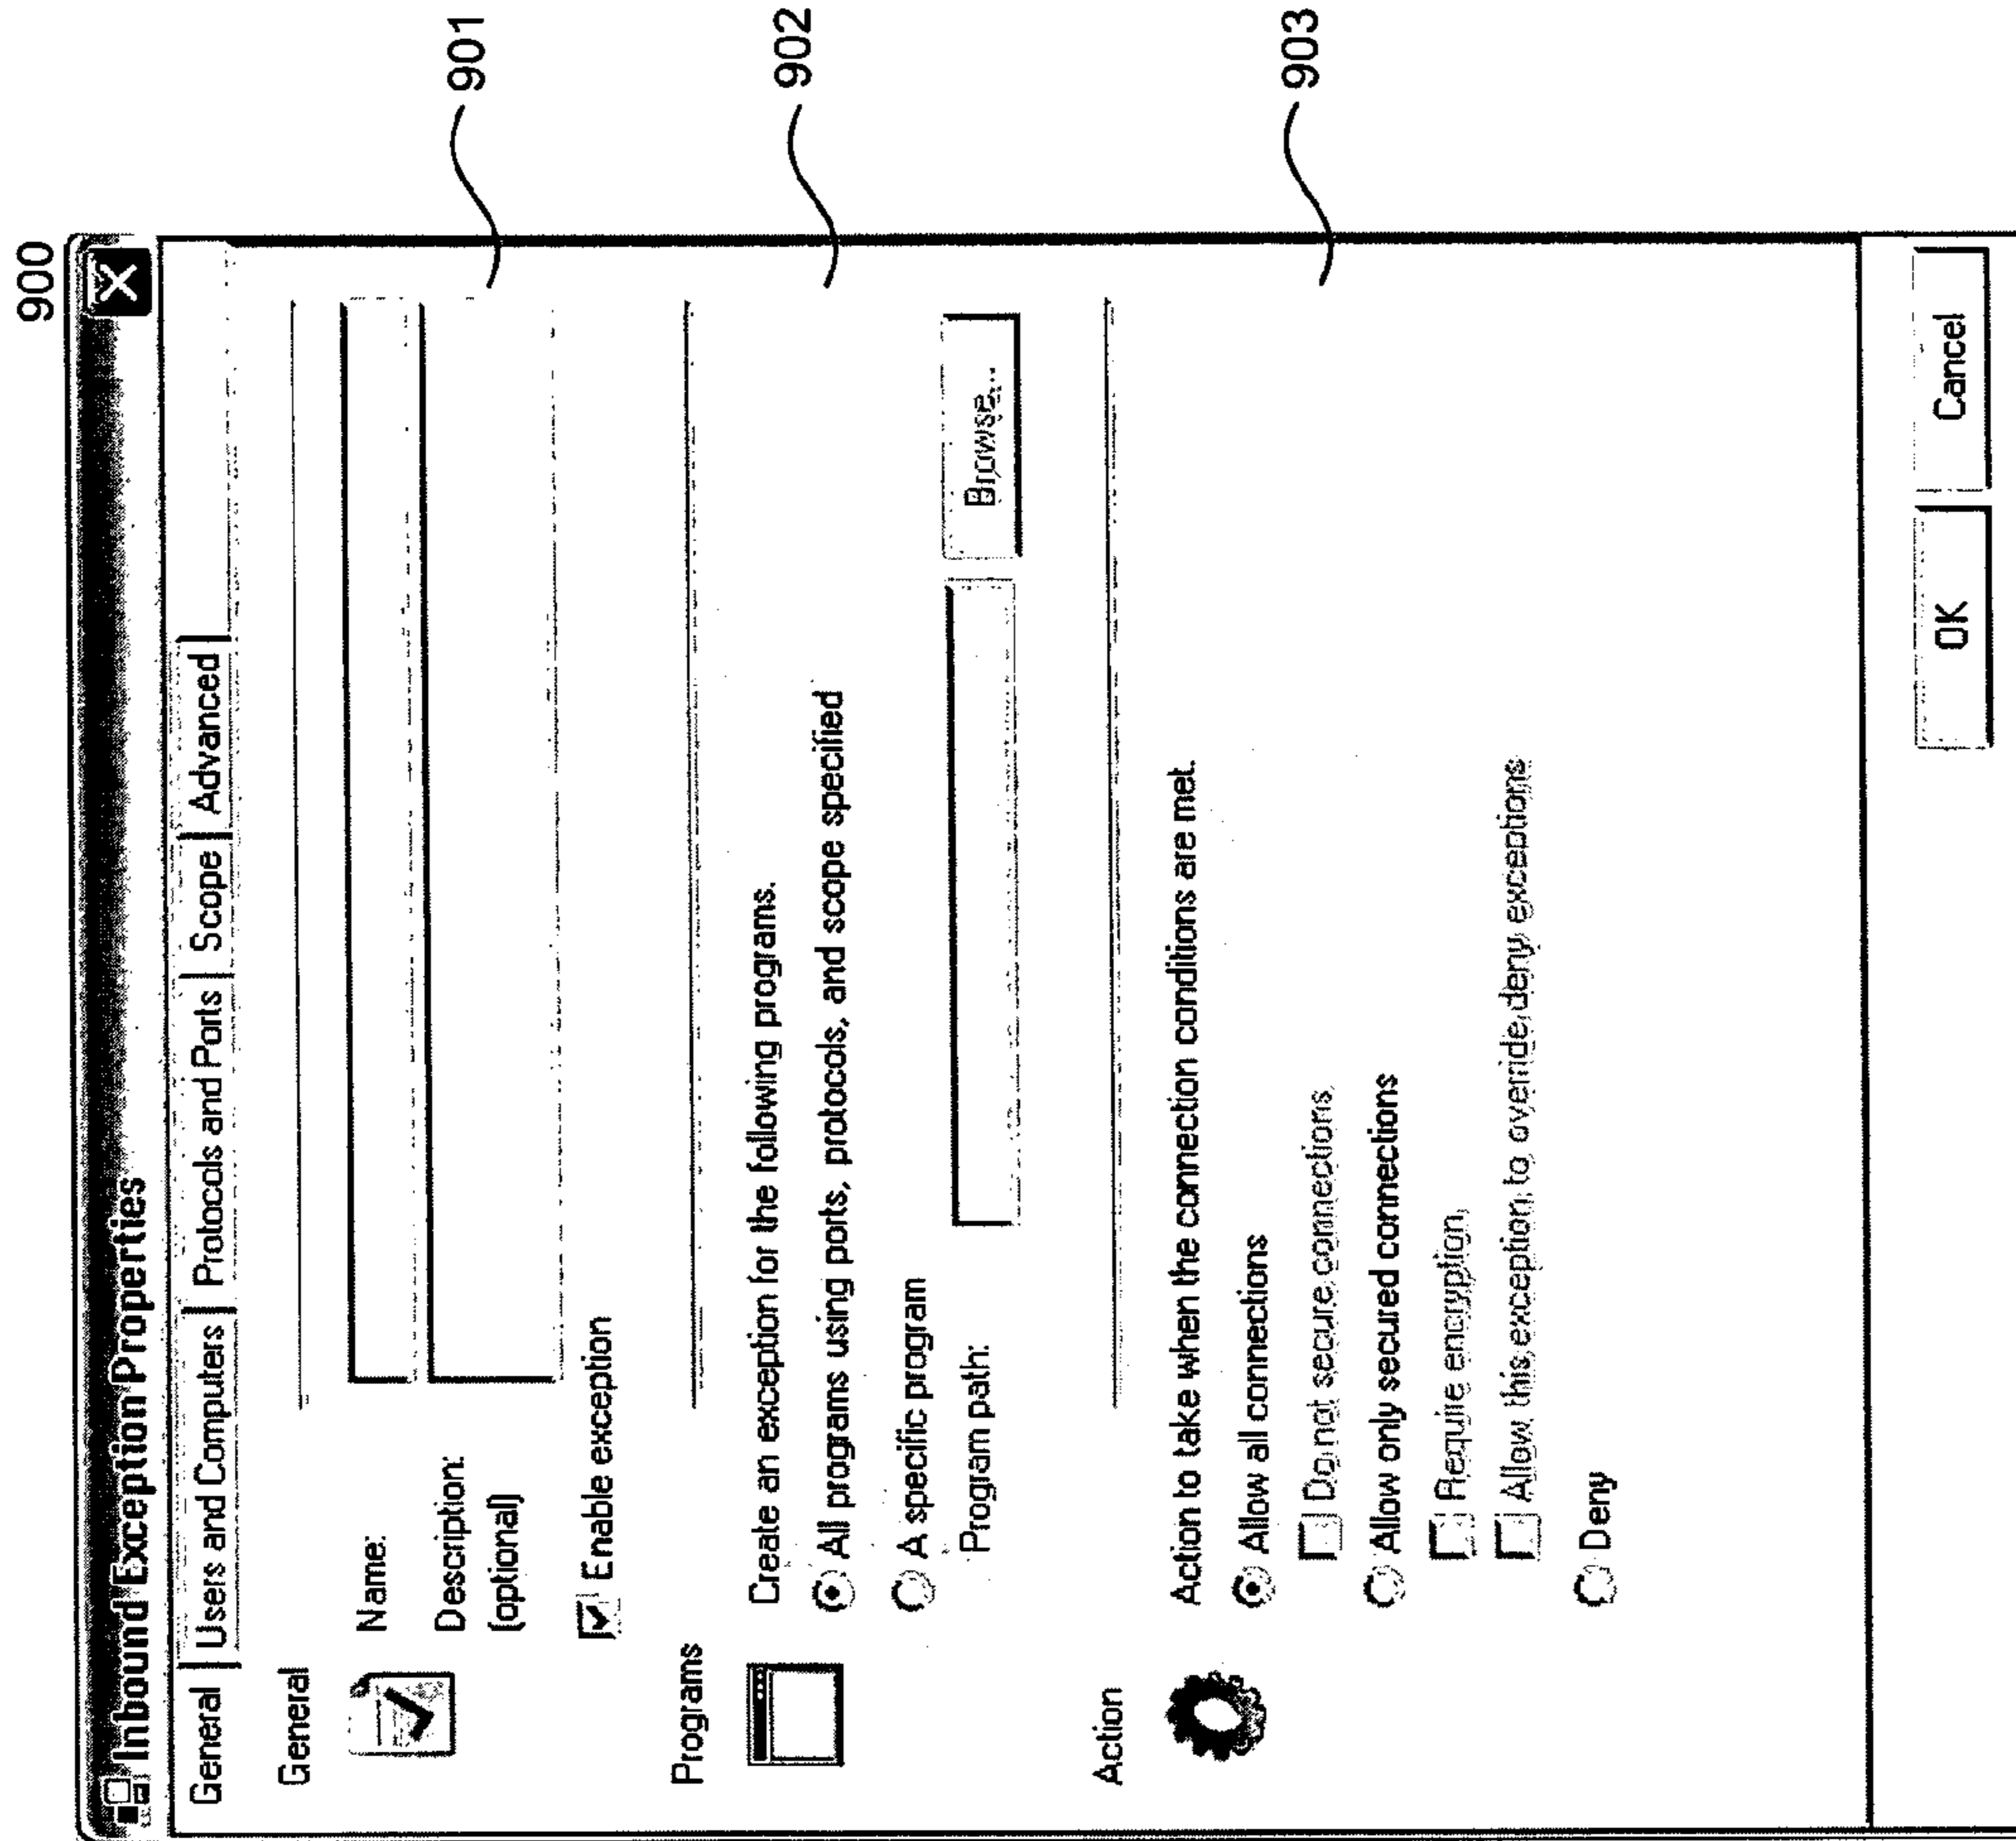 900
Inbound Exception Properties
General Users and Computers Protocols and Ports Scope Advanced
General
Name:
Description:
(optional)
901
Enable exception
Programs
902
Create an exception for the following programs.
All programs using ports, protocols, and scope specified
A specific program
Program path:
Browse...
Action
903
Action to take when the connection conditions are met.
Allow all connections
Do not secure connections
Allow only secured connections
Require encryption
Allow this exception to override deny exceptions
Deny
OK Cancel